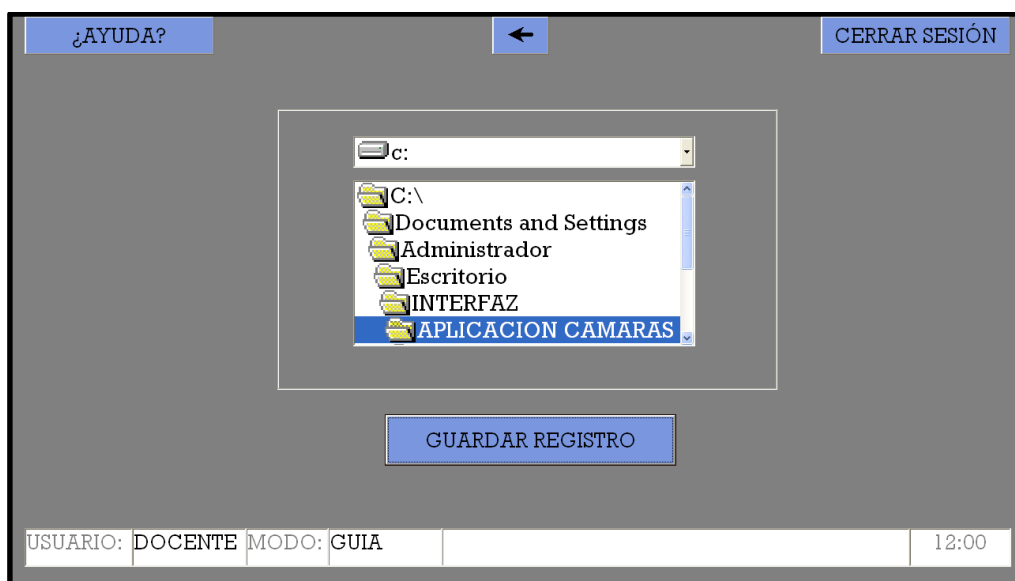 ¿AYUDA?
CERRAR SESIÓN
c:
C:\
Documents and Settings
Administrador
Escritorio
INTERFAZ
APLICACION CAMARAS
GUARDAR REGISTRO
USUARIO: DOCENTE MODO: GUIA 12:00